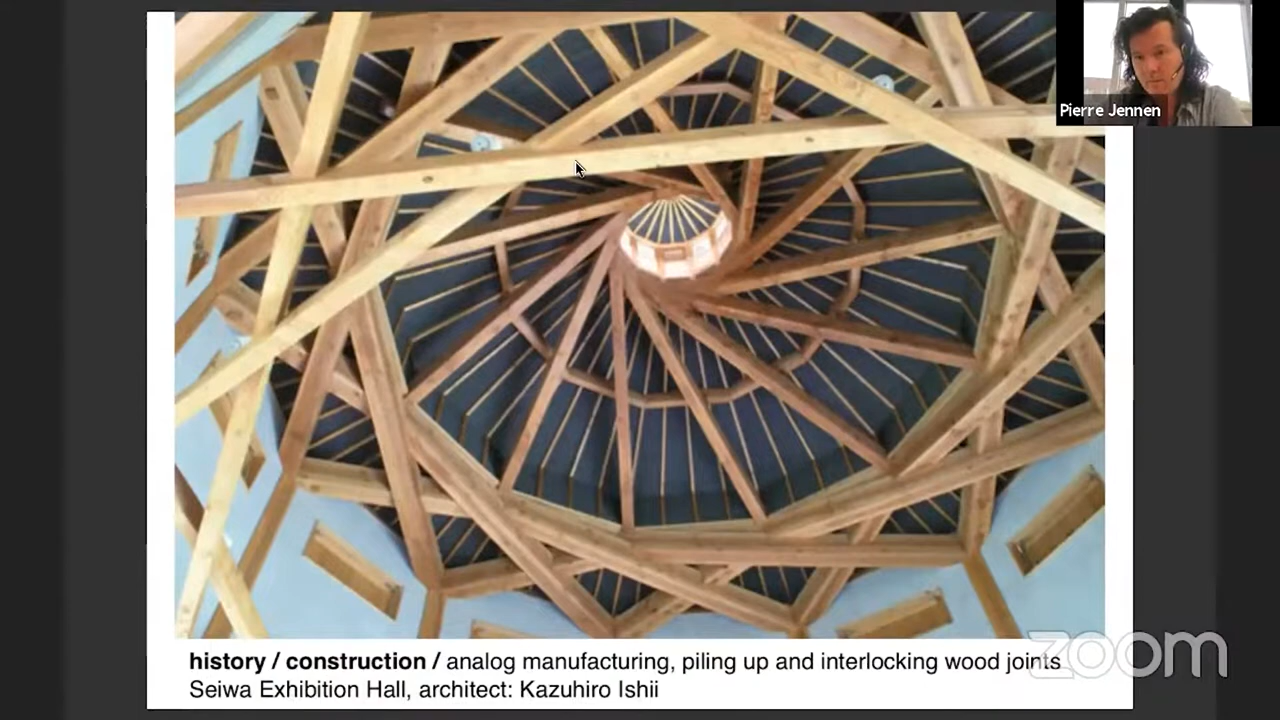 Pierre Jennen
history / construction / analog manufacturing, piling up and interlocking wood joints
Seiwa Exhibition Hall, architect: Kazuhiro Ishii
zoom